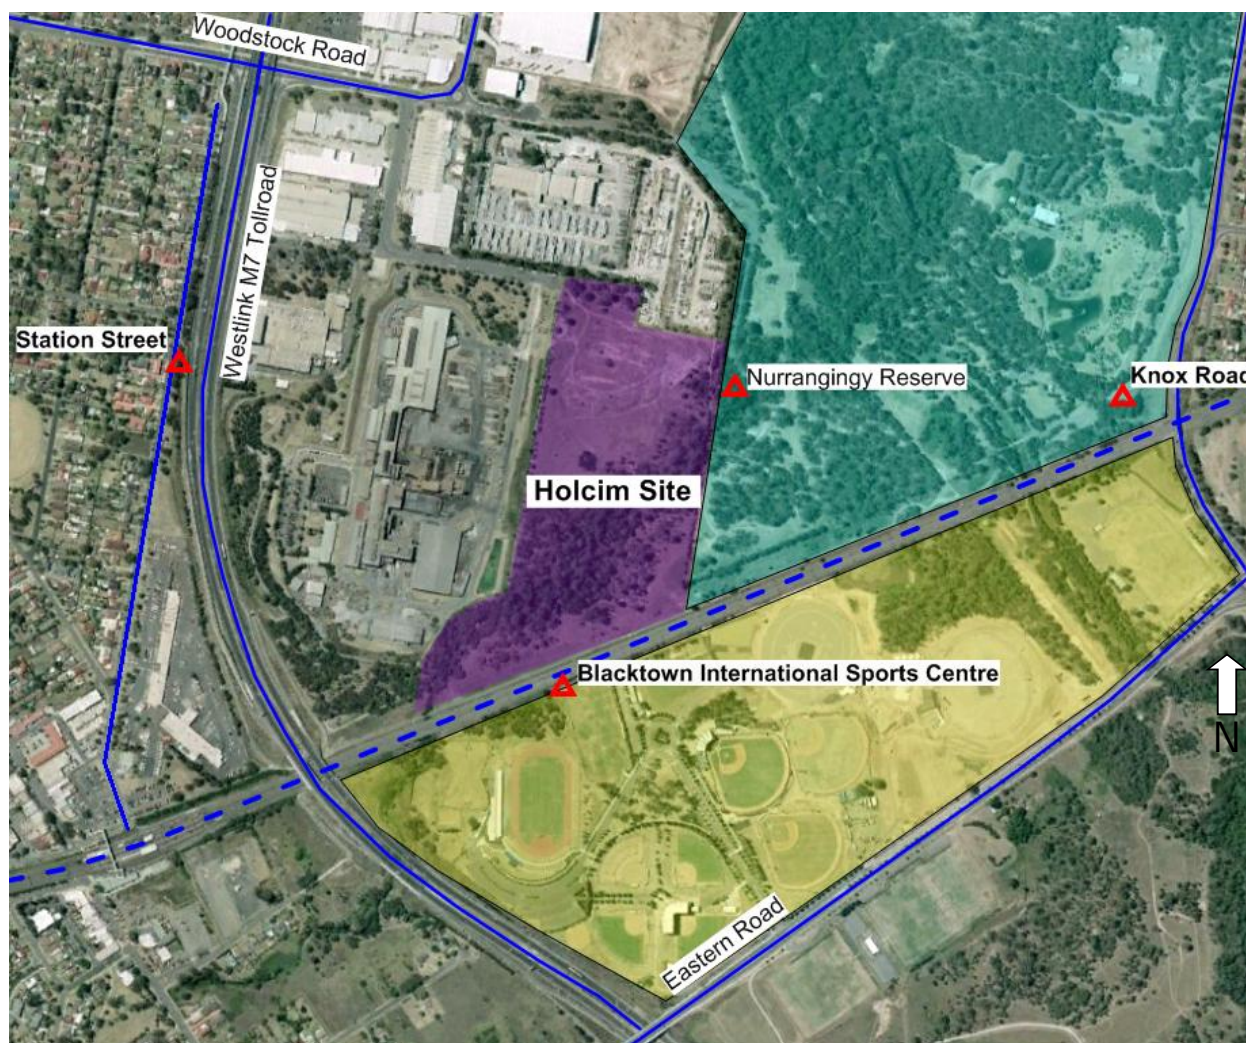 Woodstock Road
Westlink M7 Tollroad
Station Street
Nurrangingy Reserve
Knox Road
Holcim Site
Blacktown International Sports Centre
N
Eastern Road